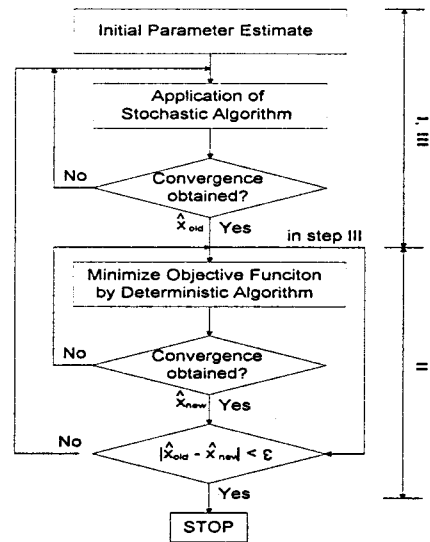 Initial Parameter Estimate
Application of
Stochastic Algorithm
I, III
No
Convergence
obtained?
x̂old Yes
in step III
Minimize Objective Funciton
by Deterministic Algorithm
No
Convergence
obtained?
II
x̂new Yes
No
|x̂old - x̂new| < ε
Yes
STOP